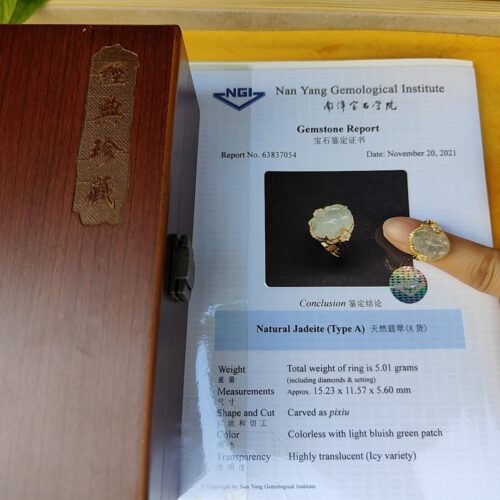 經典珍藏
NGI
Nan Yang Gemological Institute
南洋宝石学院
Gemstone Report
宝石鉴定证书
Report No. 63837054
Date: November 20, 2021
Conclusion 鉴定结论
Natural Jadeite (Type A) 天然翡翠(A 货)
Weight
重量
Total weight of ring is 5.01 grams
(including diamonds & setting)
Measurements
尺寸
Approx. 15.23 x 11.57 x 5.60 mm
Shape and Cut
形状和切工
Carved as pixiu
Color
颜色
Colorless with light bluish green patch
Transparency
透明度
Highly translucent (Icy variety)
© Copyright by Nan Yang Gemological Institute